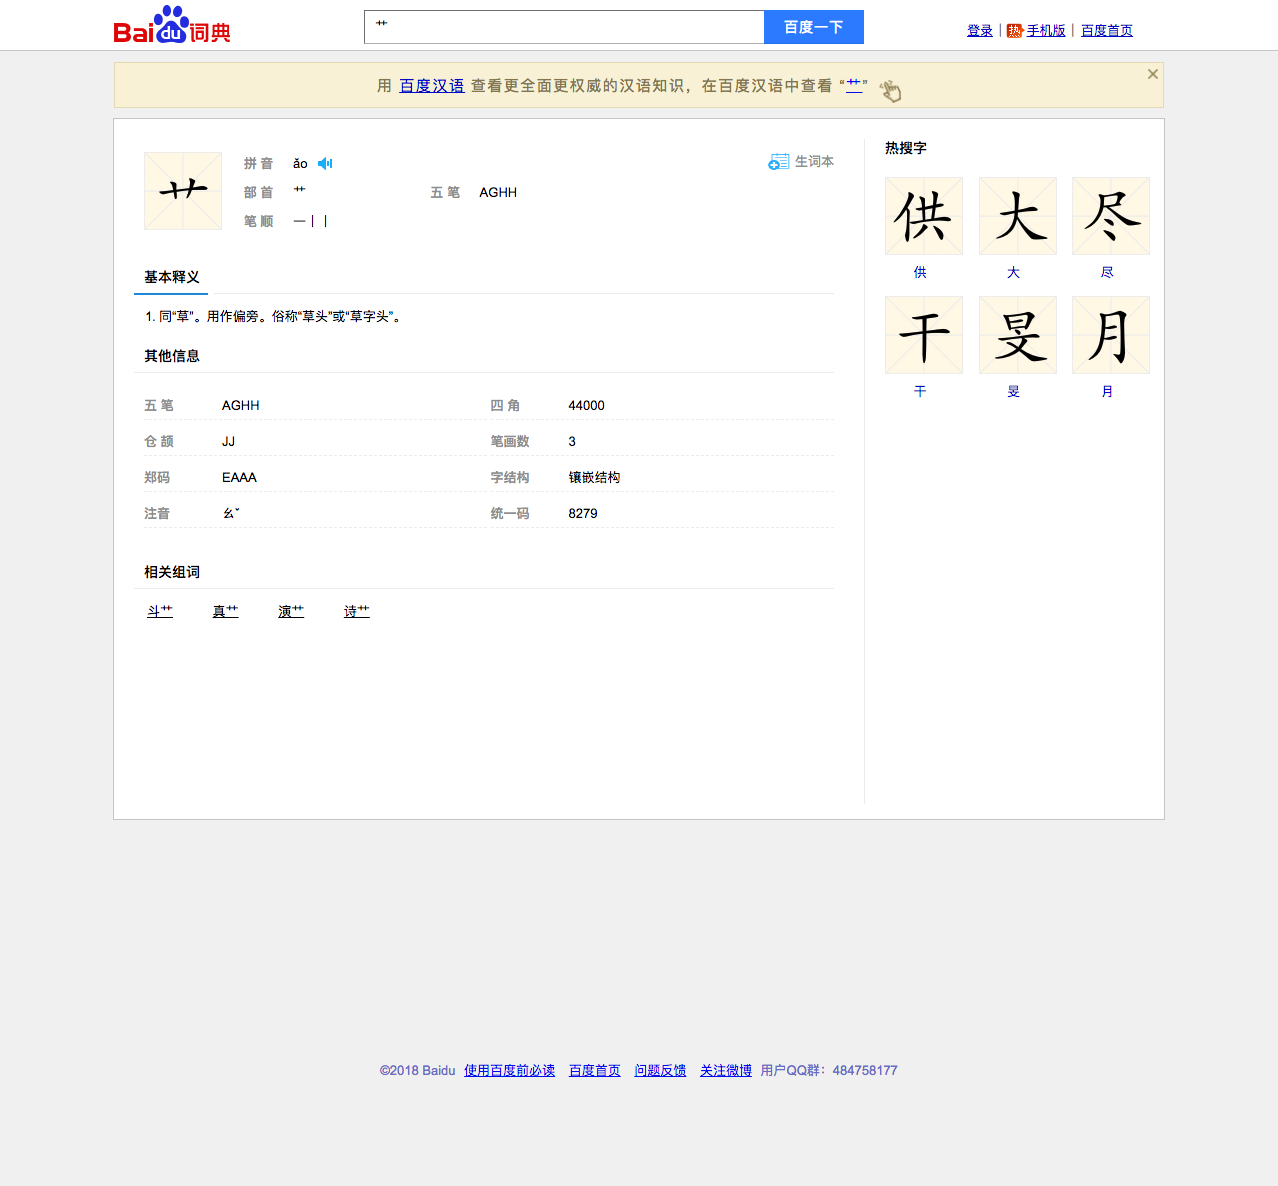 Bai du 词典
艹
百度一下
登录 | 热 手机版 | 百度首页
用 百度汉语 查看更全面更权威的汉语知识，在百度汉语中查看 “艹”
艹
拼 音 ǎo
生词本
部 首 艹 五 笔 AGHH
笔 顺 一丨丨
基本释义
1. 同“草”。用作偏旁。俗称“草头”或“草字头”。
其他信息
五 笔 AGHH 四 角 44000
仓 颉 JJ 笔画数 3
郑码 EAAA 字结构 镶嵌结构
注音 ㄠˇ 统一码 8279
相关组词
斗艹 真艹 演艹 诗艹
热搜字
供 大 尽
供 大 尽
干 旻 月
干 旻 月
©2018 Baidu 使用百度前必读 百度首页 问题反馈 关注微博 用户QQ群：484758177